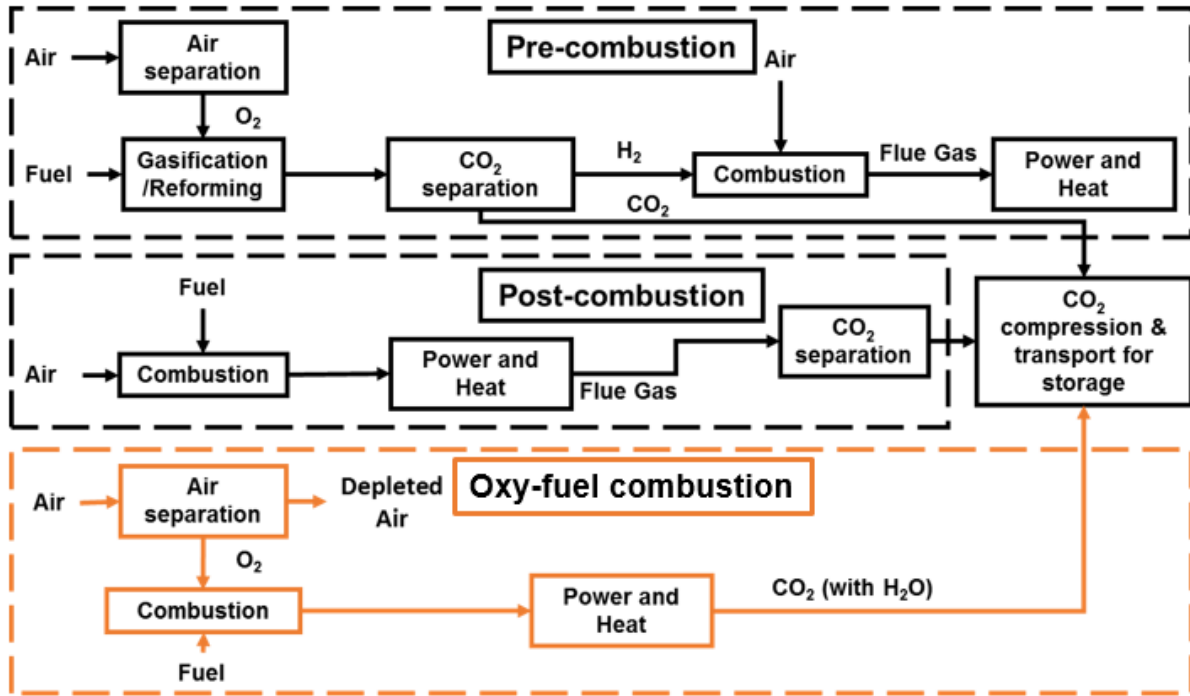 Pre-combustion
Air
Air
separation
O₂
Fuel
Gasification
/Reforming
CO₂
separation
H₂
CO₂
Air
Combustion
Flue Gas
Power and
Heat
Post-combustion
Fuel
Air
Combustion
Power and
Heat
Flue Gas
CO₂
separation
CO₂
compression &
transport for
storage
Oxy-fuel combustion
Air
Air
separation
Depleted
Air
O₂
Combustion
Fuel
Power and
Heat
CO₂ (with H₂O)